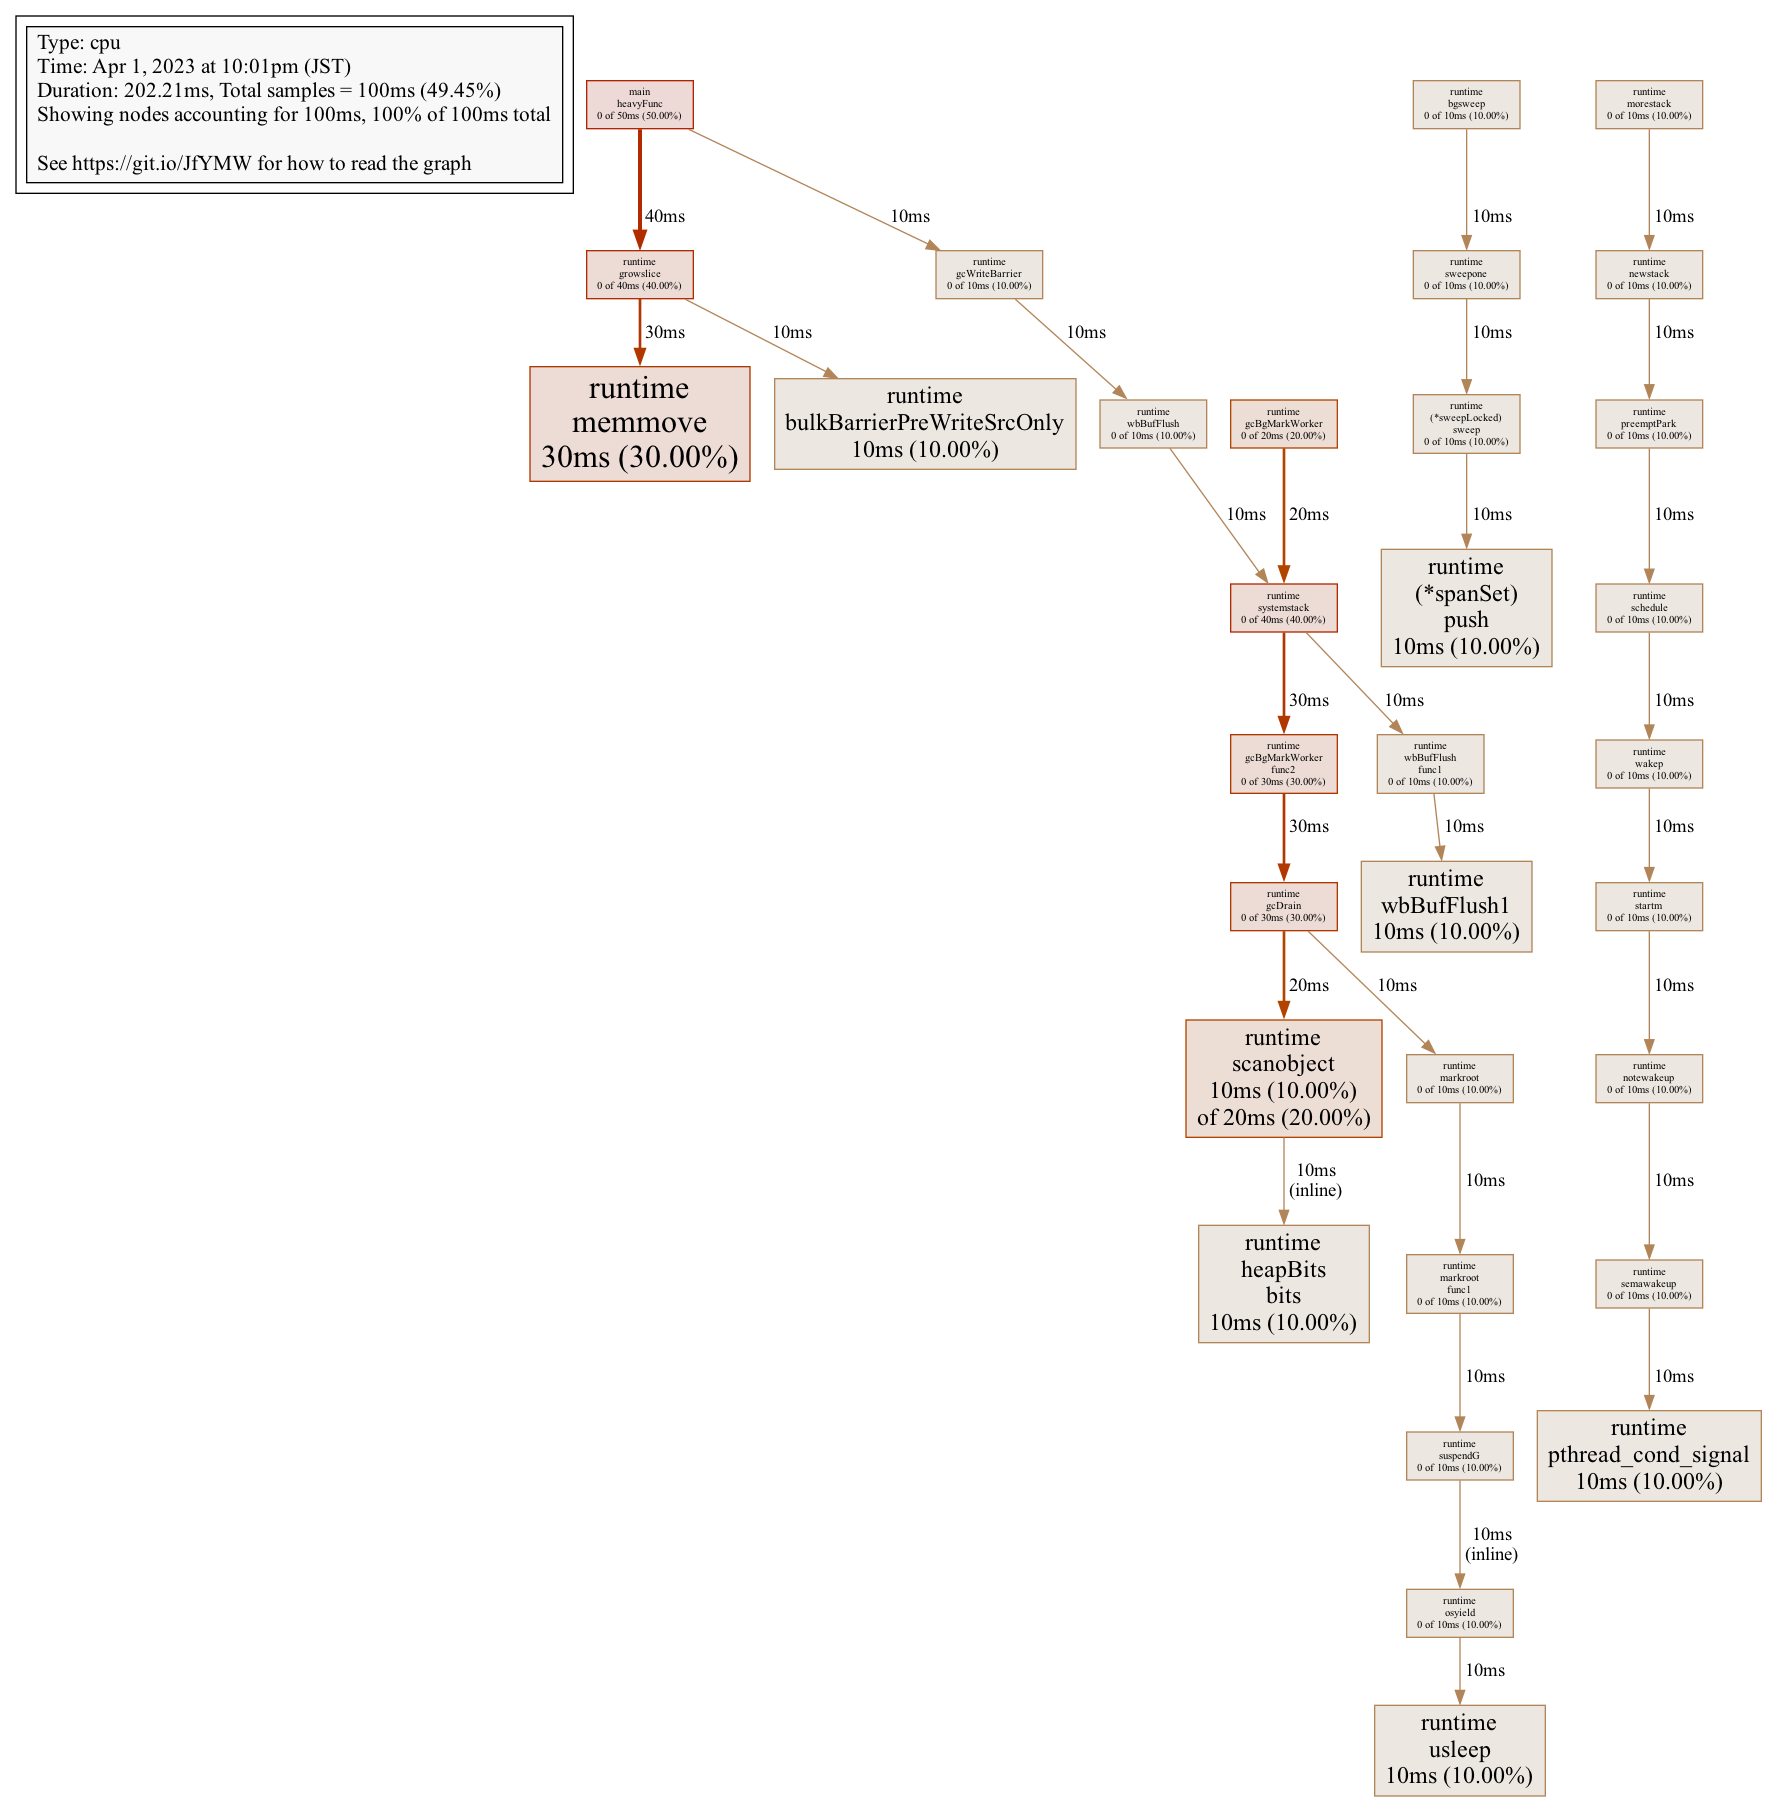 Type: cpu
Time: Apr 1, 2023 at 10:01pm (JST)
Duration: 202.21ms, Total samples = 100ms (49.45%)
Showing nodes accounting for 100ms, 100% of 100ms total
See https://git.io/JfYMW for how to read the graph
main
heavyFunc
0 of 50ms (50.00%)
runtime
bgsweep
0 of 10ms (10.00%)
runtime
morestack
0 of 10ms (10.00%)
40ms
10ms
10ms
10ms
runtime
growslice
0 of 40ms (40.00%)
runtime
gcWriteBarrier
0 of 10ms (10.00%)
runtime
sweepone
0 of 10ms (10.00%)
runtime
newstack
0 of 10ms (10.00%)
30ms
10ms
10ms
10ms
10ms
runtime
memmove
30ms (30.00%)
runtime
bulkBarrierPreWriteSrcOnly
10ms (10.00%)
runtime
wbBufFlush
0 of 10ms (10.00%)
runtime
gcBgMarkWorker
0 of 20ms (20.00%)
runtime
(*sweepLocked)
sweep
0 of 10ms (10.00%)
runtime
preemptPark
0 of 10ms (10.00%)
10ms
20ms
10ms
10ms
runtime
systemstack
0 of 40ms (40.00%)
runtime
(*spanSet)
push
10ms (10.00%)
runtime
schedule
0 of 10ms (10.00%)
30ms
10ms
10ms
runtime
gcBgMarkWorker
func2
0 of 30ms (30.00%)
runtime
wbBufFlush
func1
0 of 10ms (10.00%)
runtime
wakep
0 of 10ms (10.00%)
30ms
10ms
10ms
runtime
gcDrain
0 of 30ms (30.00%)
runtime
wbBufFlush1
10ms (10.00%)
runtime
startm
0 of 10ms (10.00%)
20ms
10ms
10ms
runtime
scanobject
10ms (10.00%)
of 20ms (20.00%)
runtime
markroot
0 of 10ms (10.00%)
runtime
notewakeup
0 of 10ms (10.00%)
10ms
(inline)
10ms
10ms
runtime
heapBits
bits
10ms (10.00%)
runtime
markroot
func1
0 of 10ms (10.00%)
runtime
semawakeup
0 of 10ms (10.00%)
10ms
10ms
runtime
suspendG
0 of 10ms (10.00%)
runtime
pthread_cond_signal
10ms (10.00%)
10ms
(inline)
runtime
osyield
0 of 10ms (10.00%)
10ms
runtime
usleep
10ms (10.00%)